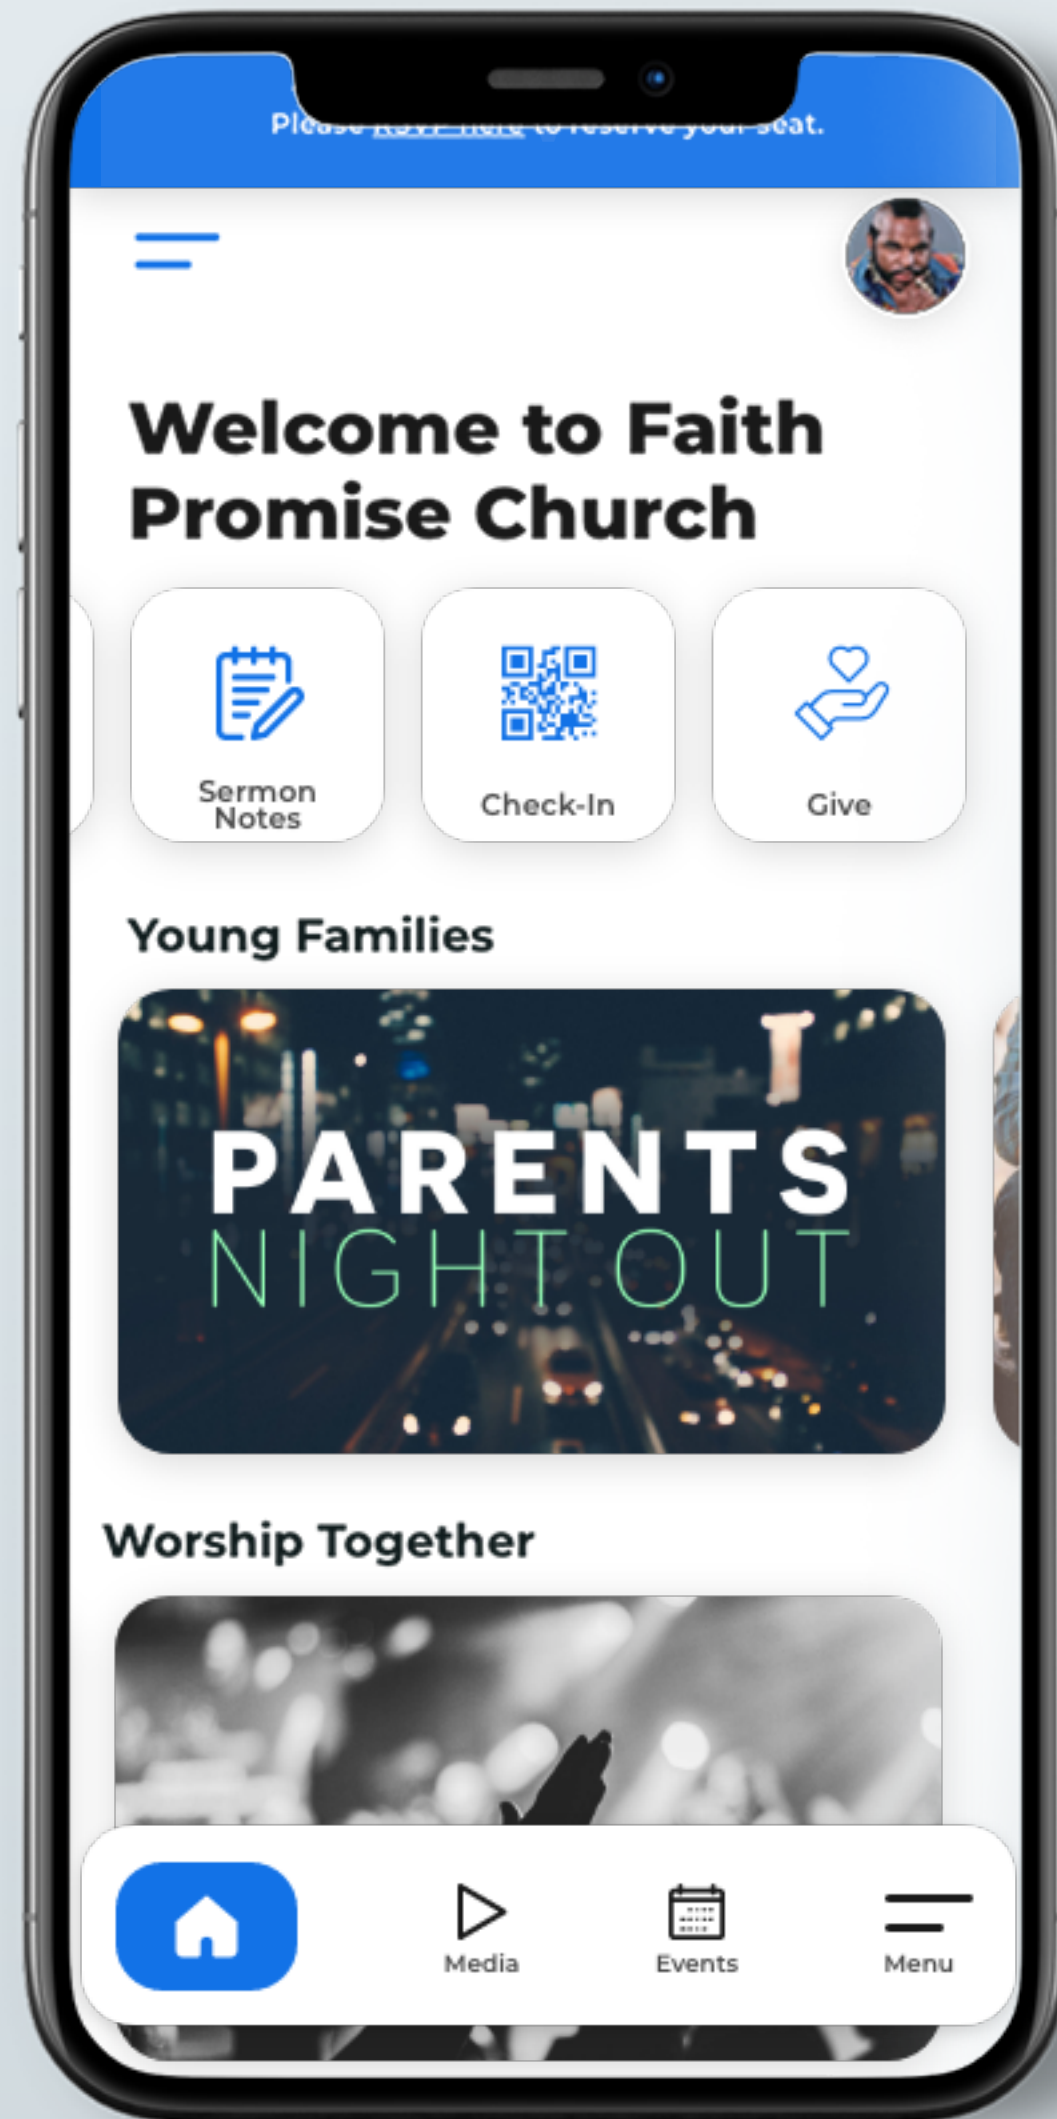 Please RSVP here to reserve your seat.
Welcome to Faith
Promise Church
Sermon
Notes
Check-In
Give
Young Families
PARENTS
NIGHT OUT
Worship Together
Media
Events
Menu